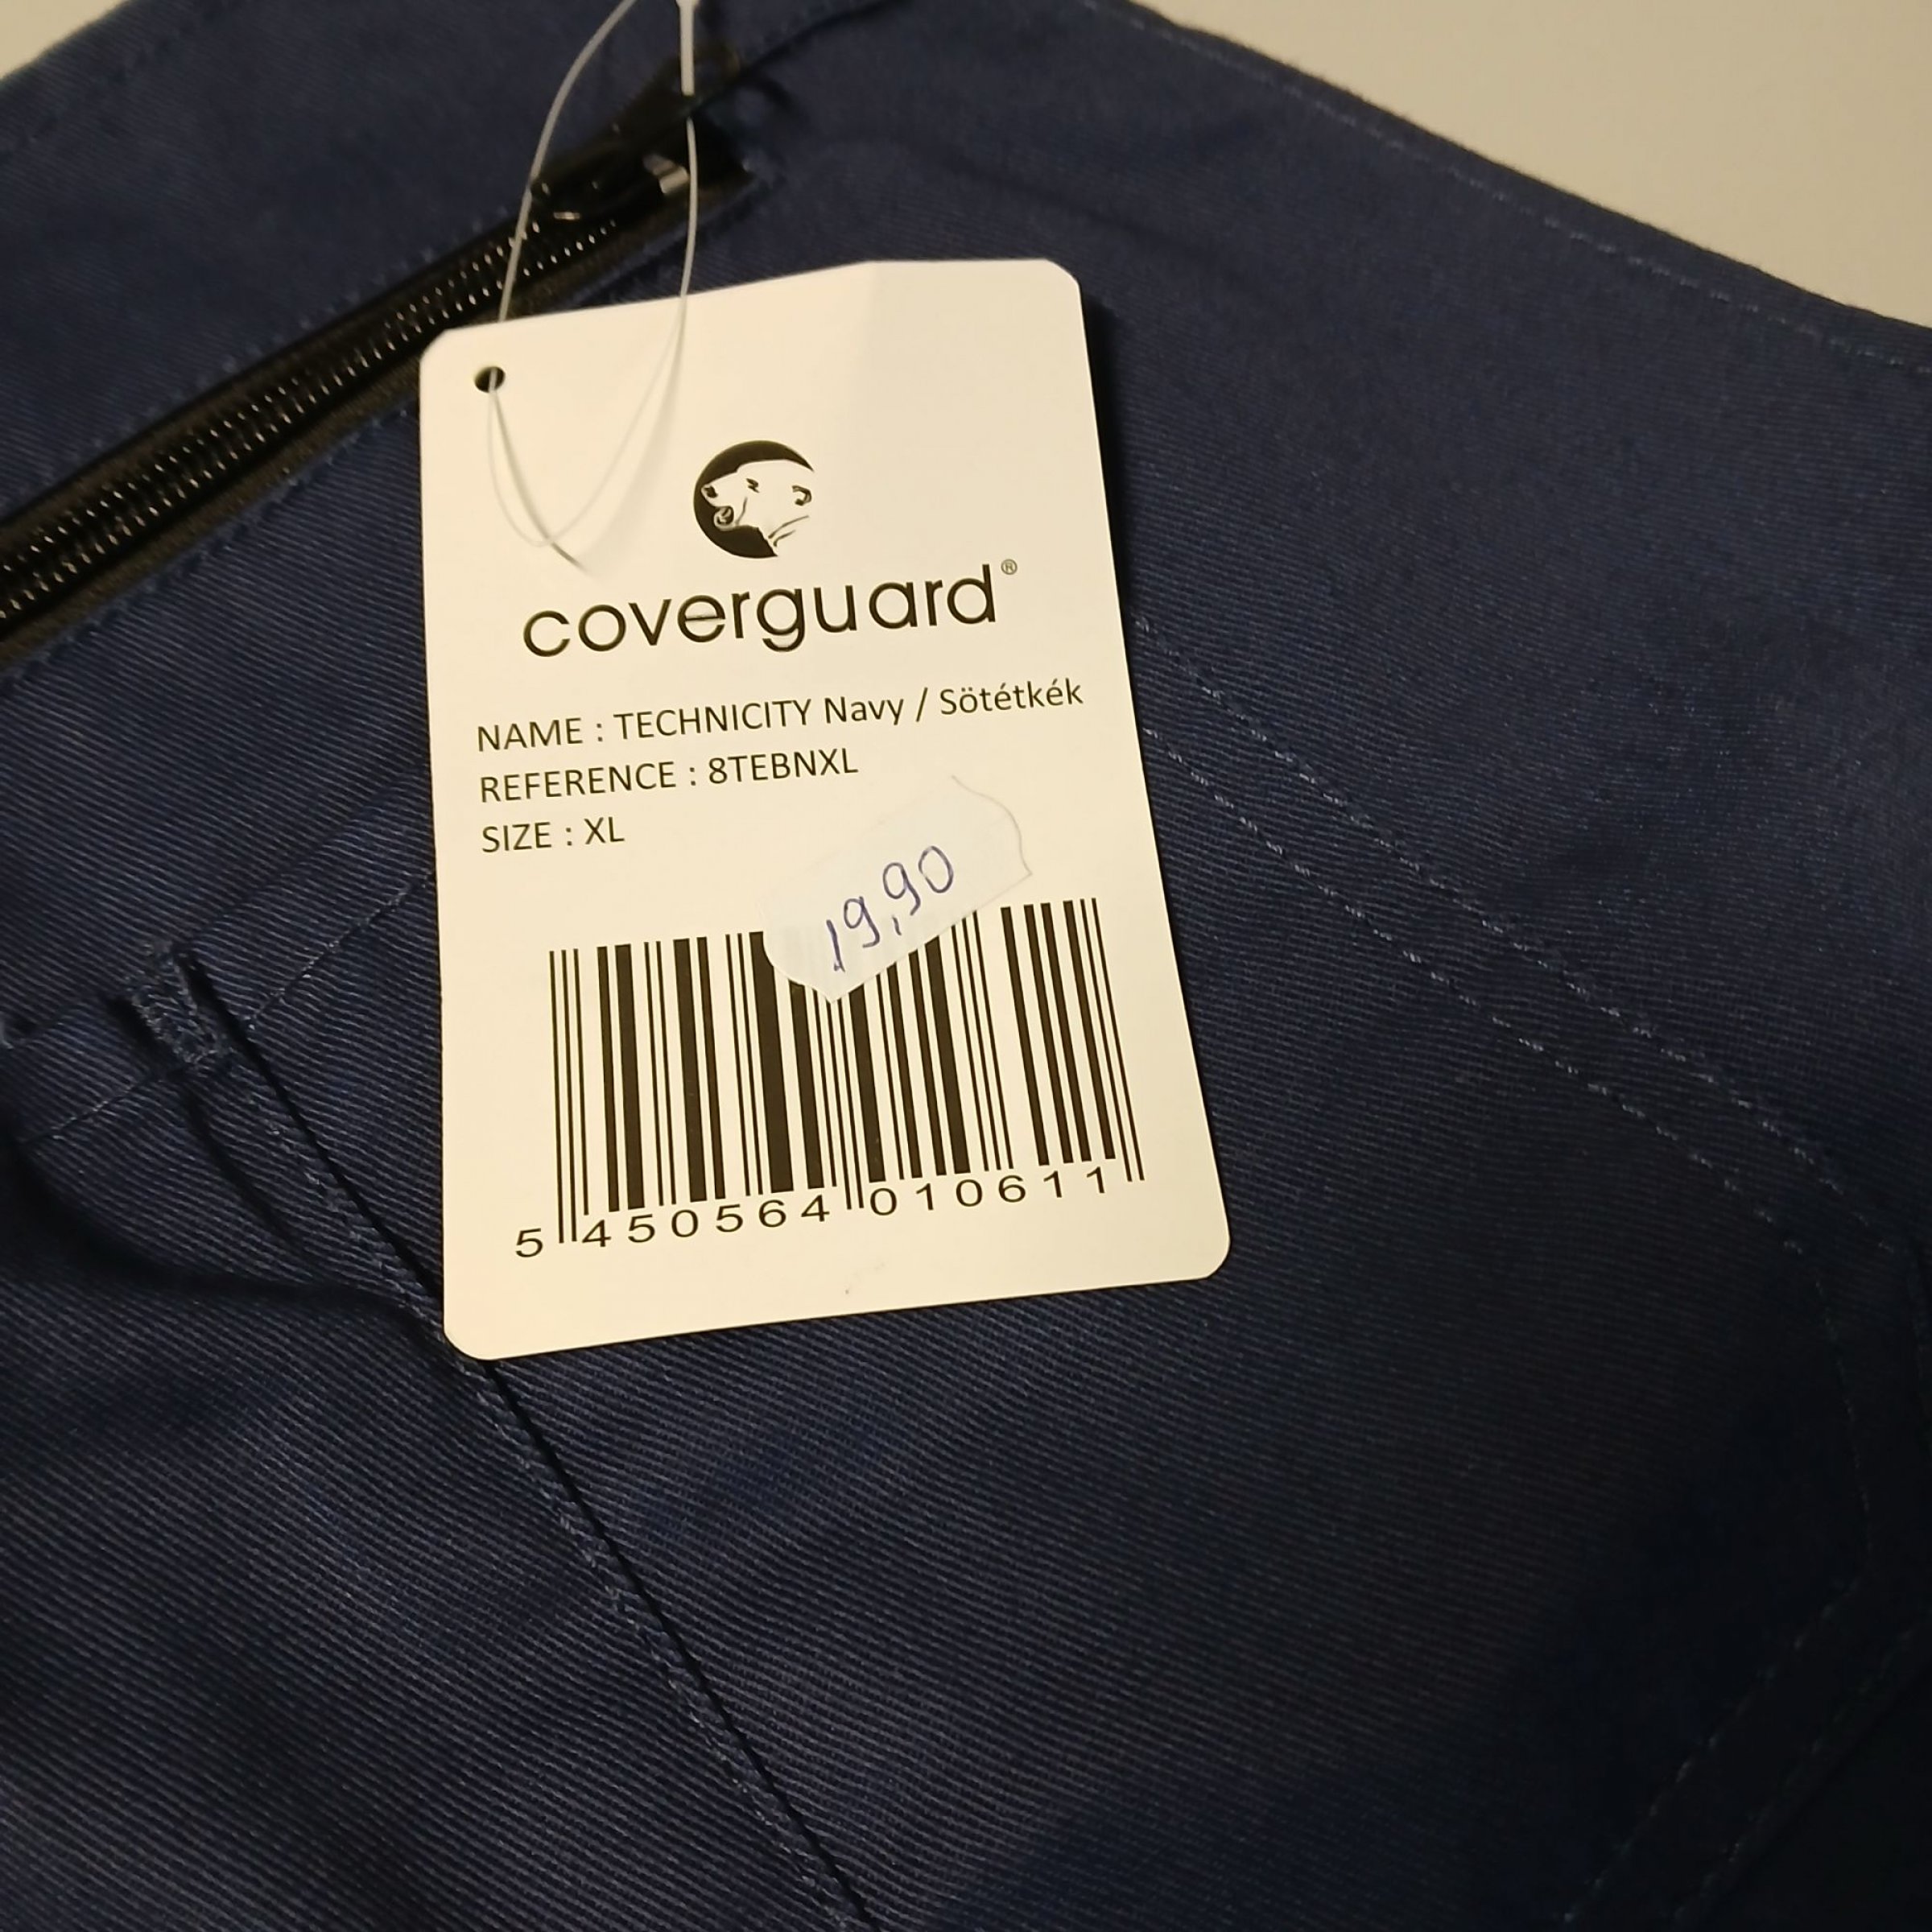 coverguard®
NAME : TECHNICITY Navy / Sötétkék
REFERENCE : 8TEBNXL
SIZE : XL
19,90
5 450564 010611